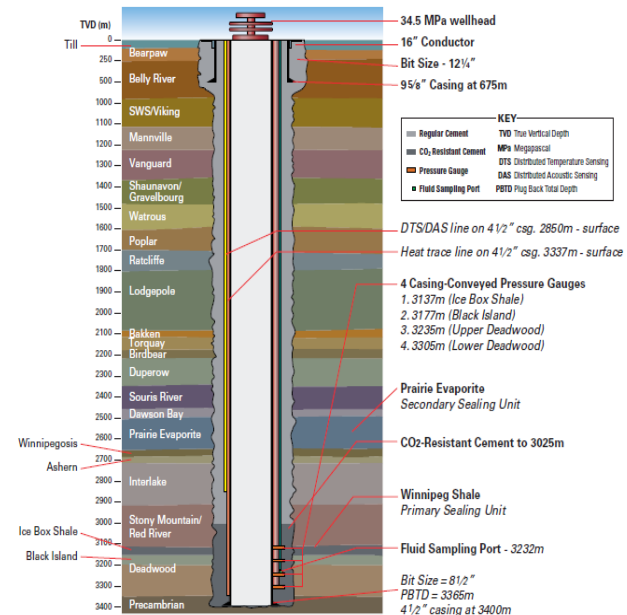 TVD (m)
0
250
500
1000
1100
1200
1300
1400
1500
1600
1700
1800
1900
2000
2100
2200
2300
2400
2500
2600
2700
2800
2900
3000
3100
3200
3300
3400
Till
Bearpaw
Belly River
SWS/Viking
Mannville
Vanguard
Shaunavon/
Gravelbourg
Watrous
Poplar
Ratcliffe
Lodgepole
Bakken
Torquay
Birdbear
Duperow
Souris River
Dawson Bay
Prairie Evaporite
Winnipegosis
Ashern
Interlake
Stony Mountain/
Red River
Ice Box Shale
Black Island
Deadwood
Precambrian
34.5 MPa wellhead
16” Conductor
Bit Size - 12¼”
95/8” Casing at 675m
KEY
Regular Cement
CO2 Resistant Cement
Pressure Gauge
Fluid Sampling Port
TVD True Vertical Depth
MPa Megapascal
DTS Distributed Temperature Sensing
DAS Distributed Acoustic Sensing
PBTD Plug Back Total Depth
DTS/DAS line on 41/2” csg. 2850m - surface
Heat trace line on 41/2” csg. 3337m - surface
4 Casing-Conveyed Pressure Gauges
1. 3137m (Ice Box Shale)
2. 3177m (Black Island)
3. 3235m (Upper Deadwood)
4. 3305m (Lower Deadwood)
Prairie Evaporite
Secondary Sealing Unit
CO2-Resistant Cement to 3025m
Winnipeg Shale
Primary Sealing Unit
Fluid Sampling Port - 3232m
Bit Size = 81/2”
PBTD = 3365m
41/2” casing at 3400m